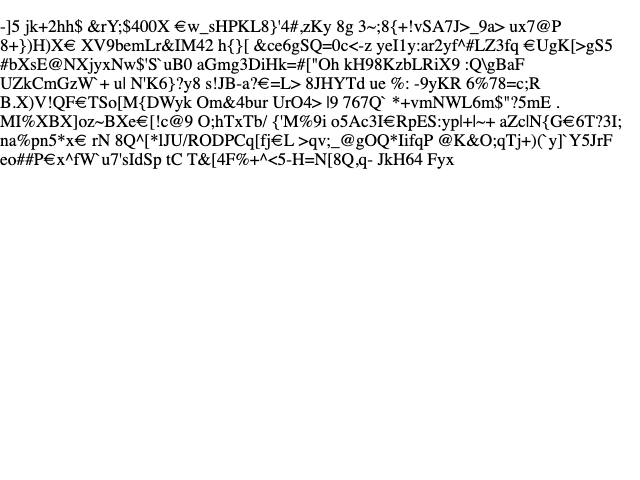 -]5 jk+2hh$ &rY;$400X €w_sHPKL8}'4#,zKy 8g 3~;8{+!vSA7J>_9a> ux7@P
8+})H)X€ XV9bemLr&IM42 h{}[ &ce6gSQ=0c<-z yeI1y:ar2yf^#LZ3fq €UgK[>gS5
#bXsE@NXjyxNw$'S`uB0 aGmg3DiHk=#["Oh kH98KzbLRiX9 :Q\gBaF
UZkCmGzW`+ u| N'K6}?y8 s!JB-a?€=L> 8JHYTd ue %: -9yKR 6%78=c;R
B.X)V!QF€TSo[M{DWyk Om&4bur UrO4> |9 767Q` *+vmNWL6m$"?5mE .
MI%XBX]oz~BXe€[!c@9 O;hTxTb/ {'M%9i o5Ac3I€RpES:yp|+|~+ aZc|N{G€6T?3I;
na%pn5*x€ rN 8Q^[*lJU/RODPCq[fj€L >qv;_@gOQ*IifqP @K&O;qTj+)(`y]`Y5JrF
eo##P€x^fW`u7'sIdSp tC T&[4F%+^<5-H=N[8Q,q- JkH64 Fyx